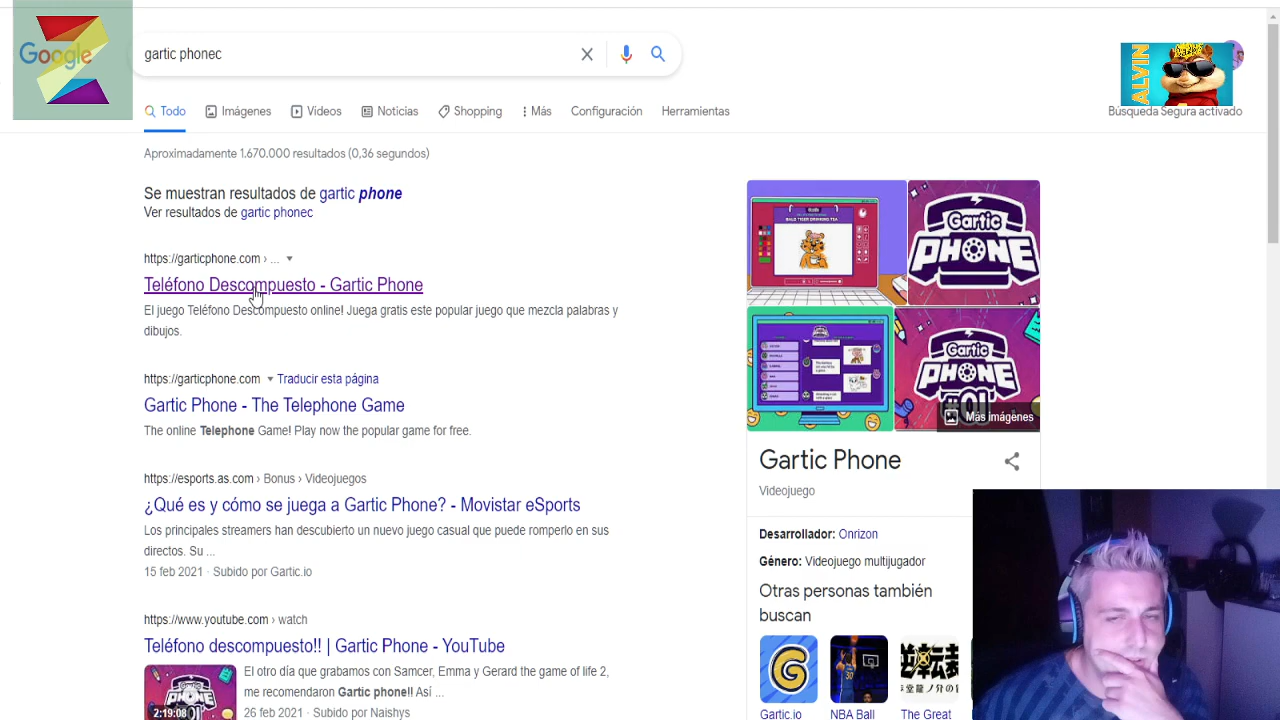 Google
gartic phonec
ALVIN
Todo
Imágenes
Videos
Noticias
Shopping
Más
Configuración
Herramientas
Búsqueda Segura activado
Aproximadamente 1.670.000 resultados (0,36 segundos)
Se muestran resultados de gartic phone
Ver resultados de gartic phonec
https://garticphone.com › ...
Teléfono Descompuesto - Gartic Phone
El juego Teléfono Descompuesto online! Juega gratis este popular juego que mezcla palabras y
dibujos.
https://garticphone.com Traducir esta página
Gartic Phone - The Telephone Game
The online Telephone Game! Play now the popular game for free.
https://esports.as.com › Bonus › Videojuegos
¿Qué es y cómo se juega a Gartic Phone? - Movistar eSports
Los principales streamers han descubierto un nuevo juego casual que puede romperlo en sus
directos. Su ...
15 feb 2021 · Subido por Gartic.io
https://www.youtube.com › watch
Teléfono descompuesto!! | Gartic Phone - YouTube
El otro día que grabamos con Samcer, Emma y Gerard the game of life 2,
me recomendaron Gartic phone!! Así ...
26 feb 2021 · Subido por Naishys
2:19:08
Gartic
PHONE
Gartic
PHONE
#01
Más imágenes
Gartic Phone
Videojuego
Desarrollador: Onrizon
Género: Videojuego multijugador
Otras personas también
buscan
Gartic.io
NBA Ball
The Great